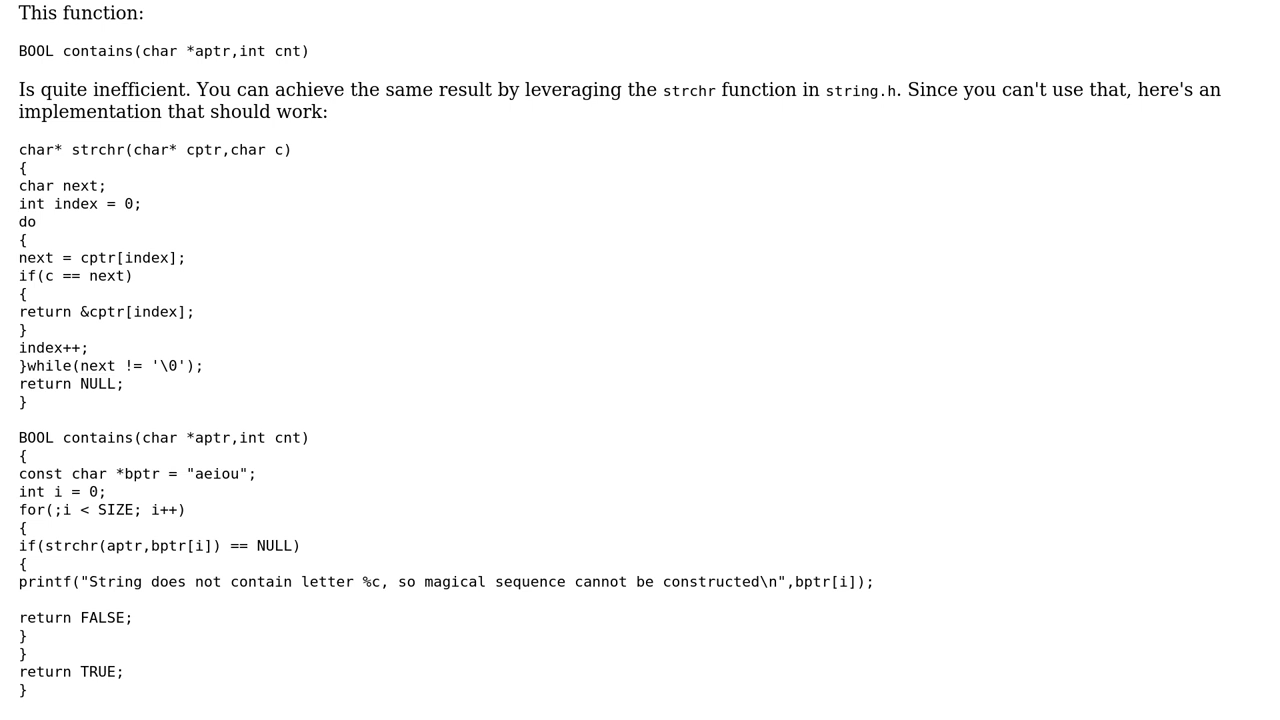 This function:
BOOL contains(char *aptr,int cnt)
Is quite inefficient. You can achieve the same result by leveraging the strchr function in string.h. Since you can't use that, here's an
implementation that should work:
char* strchr(char* cptr,char c)
{
char next;
int index = 0;
do
{
next = cptr[index];
if(c == next)
{
return &cptr[index];
}
index++;
}while(next != '\0');
return NULL;
}
BOOL contains(char *aptr,int cnt)
{
const char *bptr = "aeiou";
int i = 0;
for(;i < SIZE; i++)
{
if(strchr(aptr,bptr[i]) == NULL)
{
printf("String does not contain letter %c, so magical sequence cannot be constructed\n",bptr[i]);
return FALSE;
}
}
return TRUE;
}